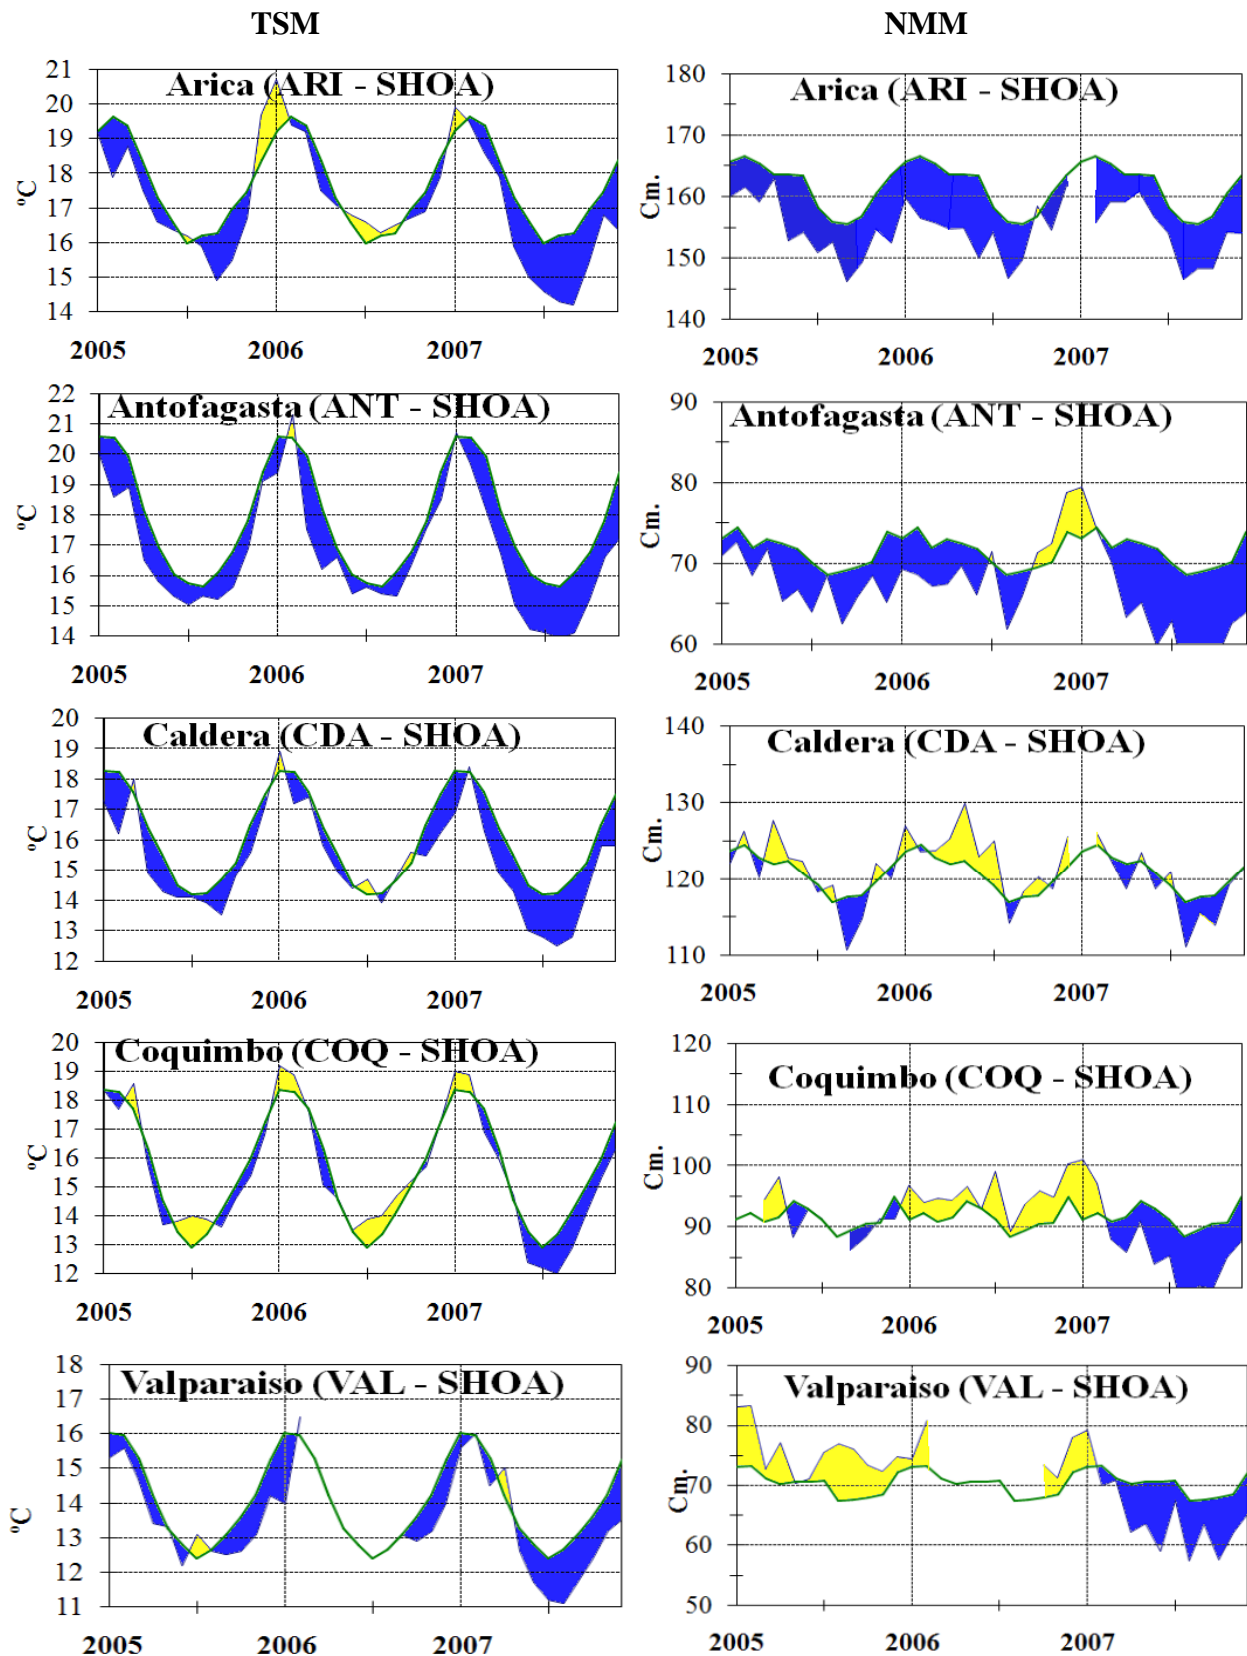 TSM
NMM
Arica (ARI - SHOA)
21
20
19
18
17
16
15
14
ºC
2005 2006 2007
Arica (ARI - SHOA)
180
170
160
150
140
Cm.
2005 2006 2007
Antofagasta (ANT - SHOA)
22
21
20
19
18
17
16
15
14
ºC
2005 2006 2007
Antofagasta (ANT - SHOA)
90
80
70
60
Cm.
2005 2006 2007
Caldera (CDA - SHOA)
20
19
18
17
16
15
14
13
12
ºC
2005 2006 2007
Caldera (CDA - SHOA)
140
130
120
110
Cm.
2005 2006 2007
Coquimbo (COQ - SHOA)
20
19
18
17
16
15
14
13
12
ºC
2005 2006 2007
Coquimbo (COQ - SHOA)
120
110
100
90
80
Cm.
2005 2006 2007
Valparaiso (VAL - SHOA)
18
17
16
15
14
13
12
11
ºC
2005 2006 2007
Valparaiso (VAL - SHOA)
90
80
70
60
50
Cm.
2005 2006 2007